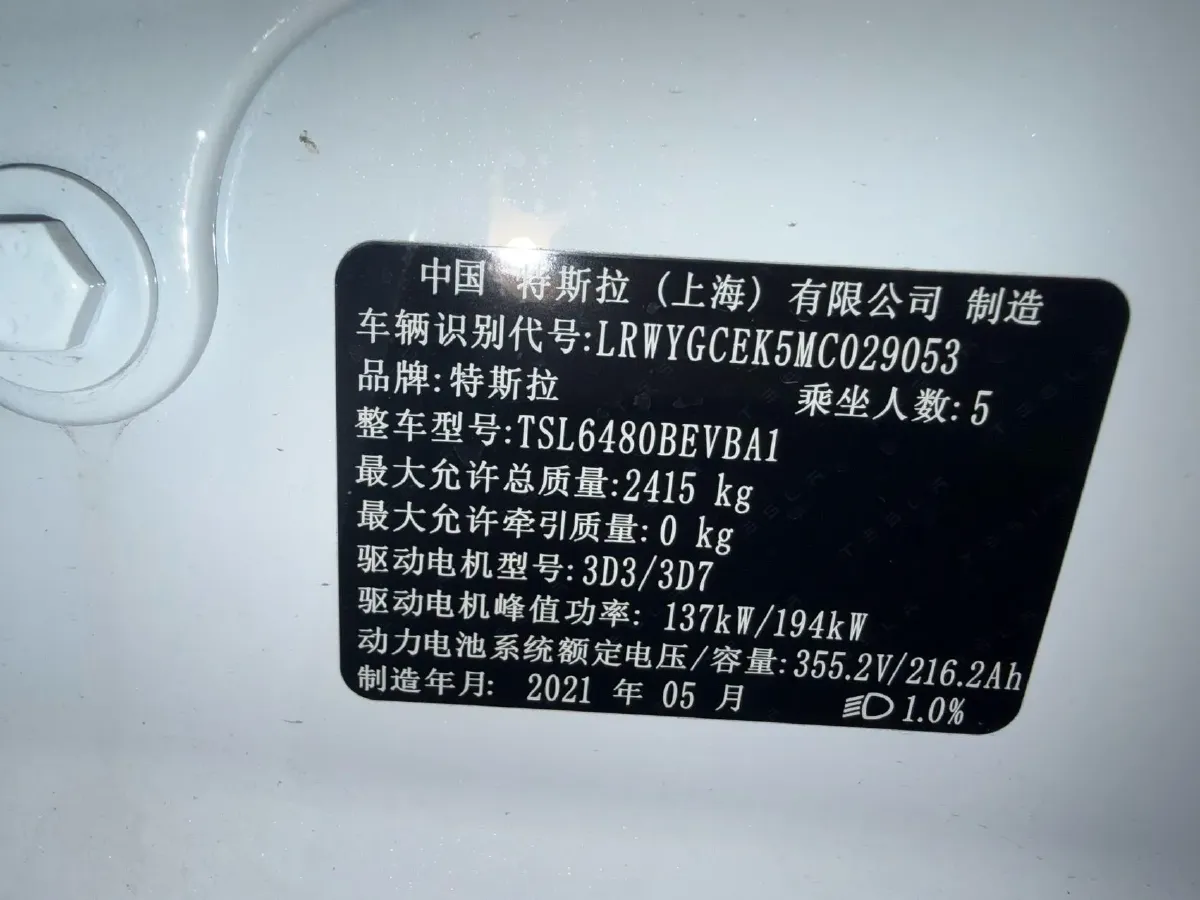 中国 特斯拉 (上海) 有限公司 制造
车辆识别代号:LRWYGCEK5MC029053
品牌:特斯拉 乘坐人数:5
整车型号:TSL6480BEVBA1
最大允许总质量:2415 kg
最大允许牵引质量:0 kg
驱动电机型号:3D3/3D7
驱动电机峰值功率: 137kW/194kW
动力电池系统额定电压/容量:355.2V/216.2Ah
制造年月: 2021 年 05 月 1.0%